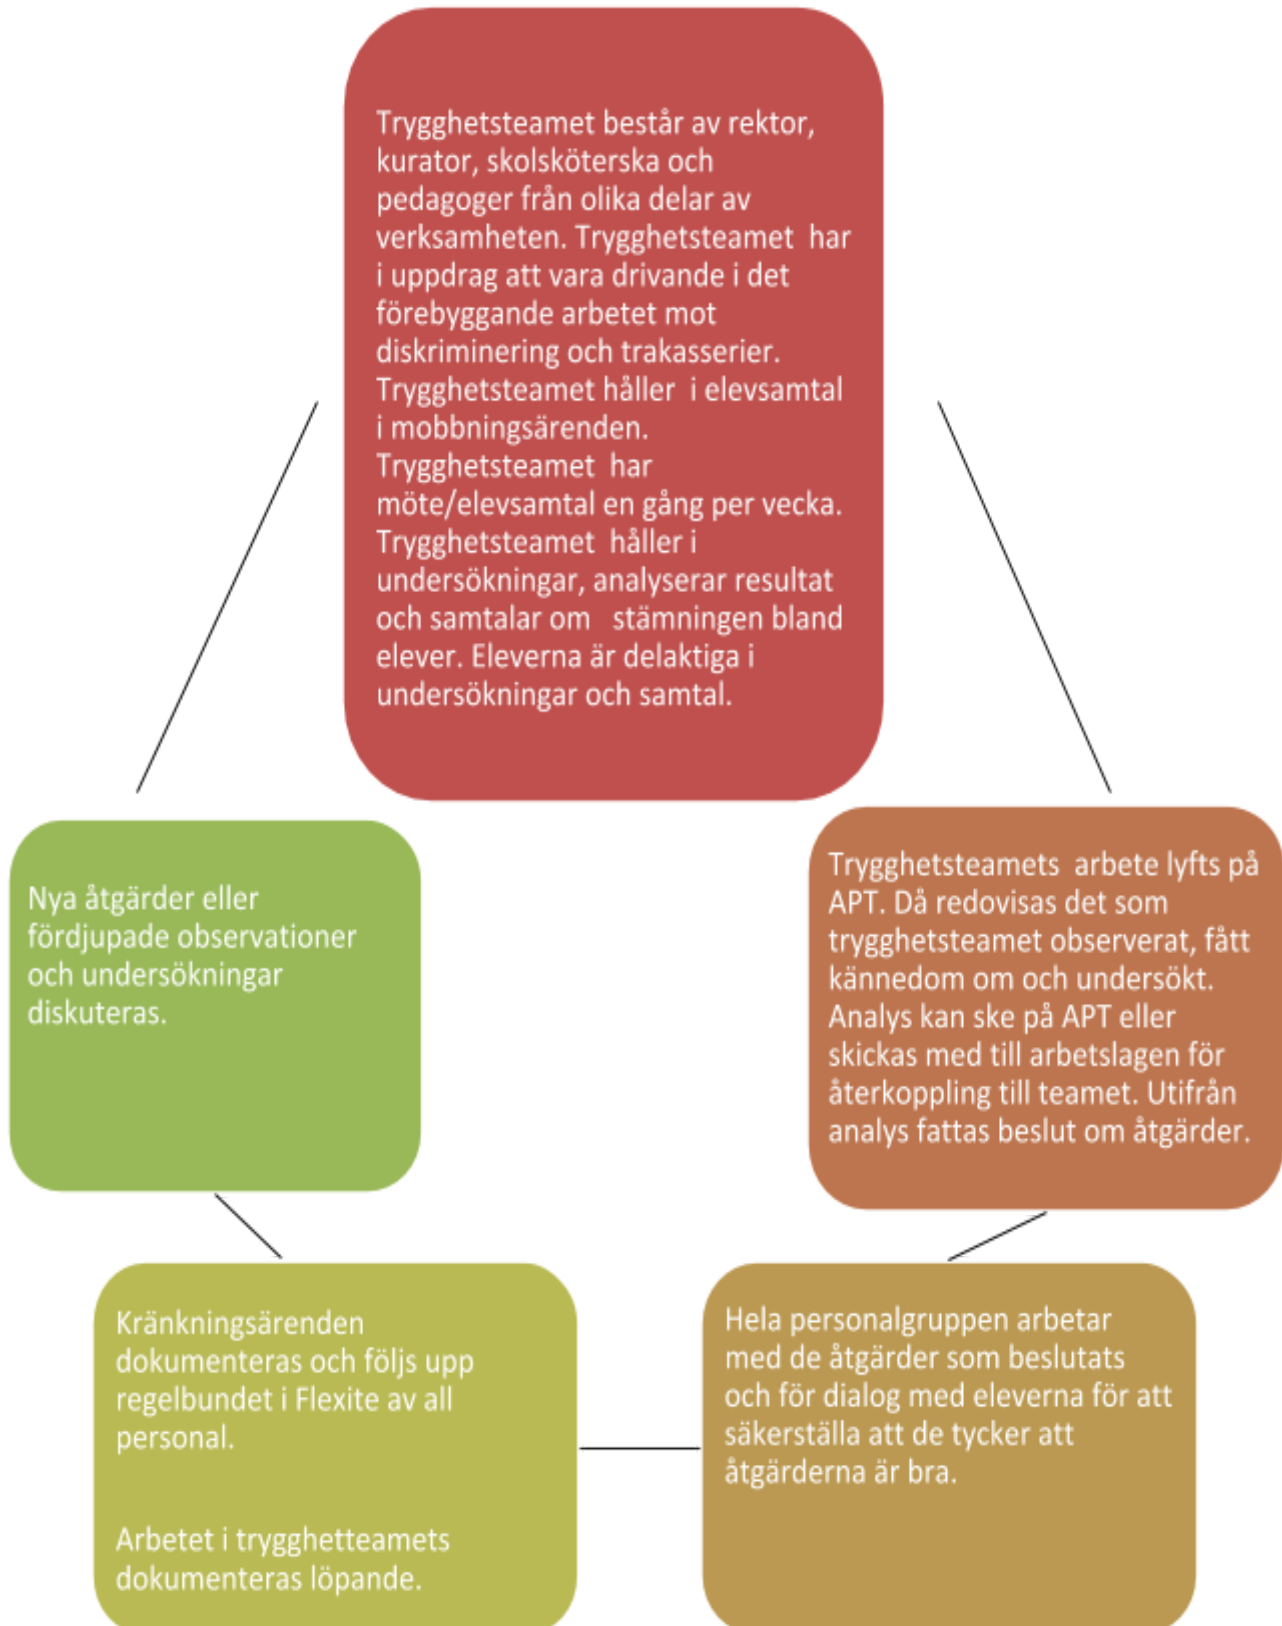 Trygghetsteamet består av rektor,
kurator, skolsköterska och
pedagoger från olika delar av
verksamheten. Trygghetsteamet  har
i uppdrag att vara drivande i det
förebyggande arbetet mot
diskriminering och trakasserier.
Trygghetsteamet håller  i elevsamtal
i mobbningsärenden.
Trygghetsteamet  har
möte/elevsamtal en gång per vecka.
Trygghetsteamet  håller i
undersökningar, analyserar resultat
och samtalar om   stämningen bland
elever. Eleverna är delaktiga i
undersökningar och samtal.
Trygghetsteamets  arbete lyfts på
APT. Då redovisas det som
trygghetsteamet observerat, fått
kännedom om och undersökt.
Analys kan ske på APT eller
skickas med till arbetslagen för
återkoppling till teamet. Utifrån
analys fattas beslut om åtgärder.
Hela personalgruppen arbetar
med de åtgärder som beslutats
och för dialog med eleverna för att
säkerställa att de tycker att
åtgärderna är bra.
Kränkningsärenden
dokumenteras och följs upp
regelbundet i Flexite av all
personal.
Arbetet i trygghetteamets
dokumenteras löpande.
Nya åtgärder eller
fördjupade observationer
och undersökningar
diskuteras.